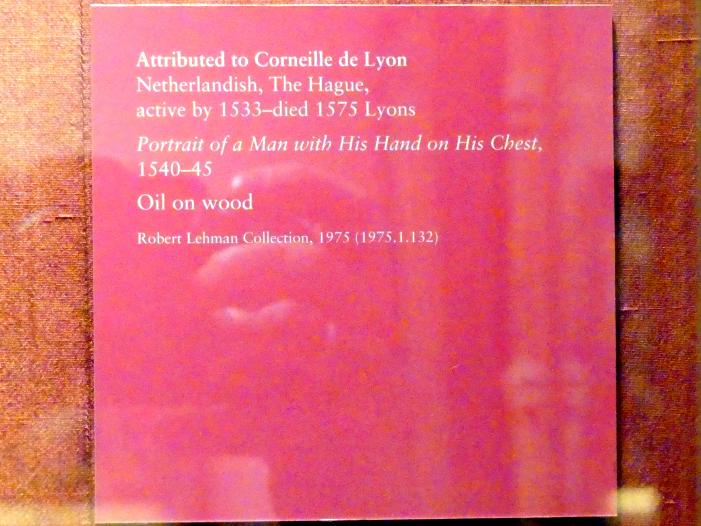 Attributed to Corneille de Lyon
Netherlandish, The Hague,
active by 1533–died 1575 Lyons
Portrait of a Man with His Hand on His Chest,
1540–45
Oil on wood
Robert Lehman Collection, 1975 (1975.1.132)